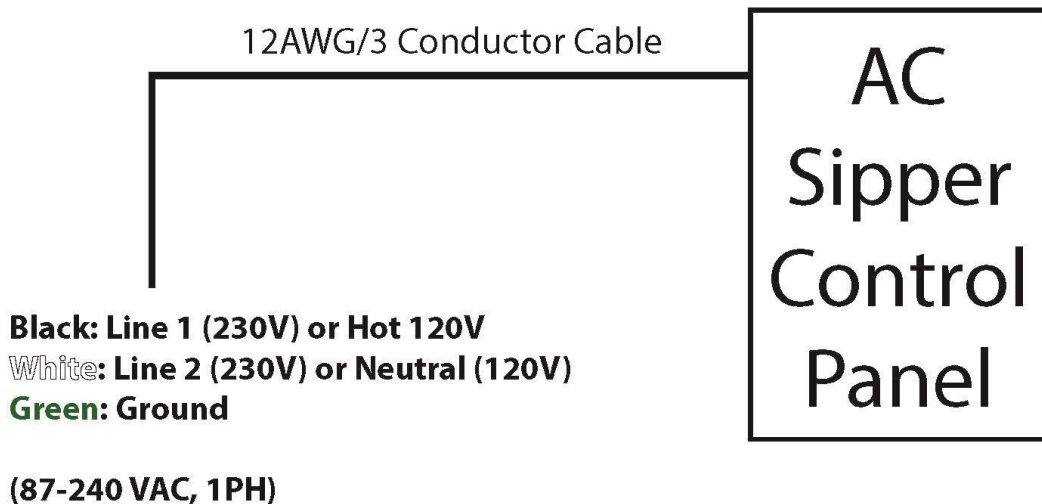 12AWG/3 Conductor Cable
AC
Sipper
Control
Panel
Black: Line 1 (230V) or Hot 120V
White: Line 2 (230V) or Neutral (120V)
Green: Ground
(87-240 VAC, 1PH)